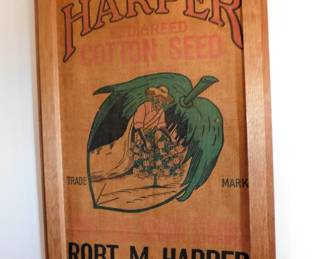 HARPER
PEDIGREED
COTTON SEED
TRADE MARK
ROBT. M. HARPER